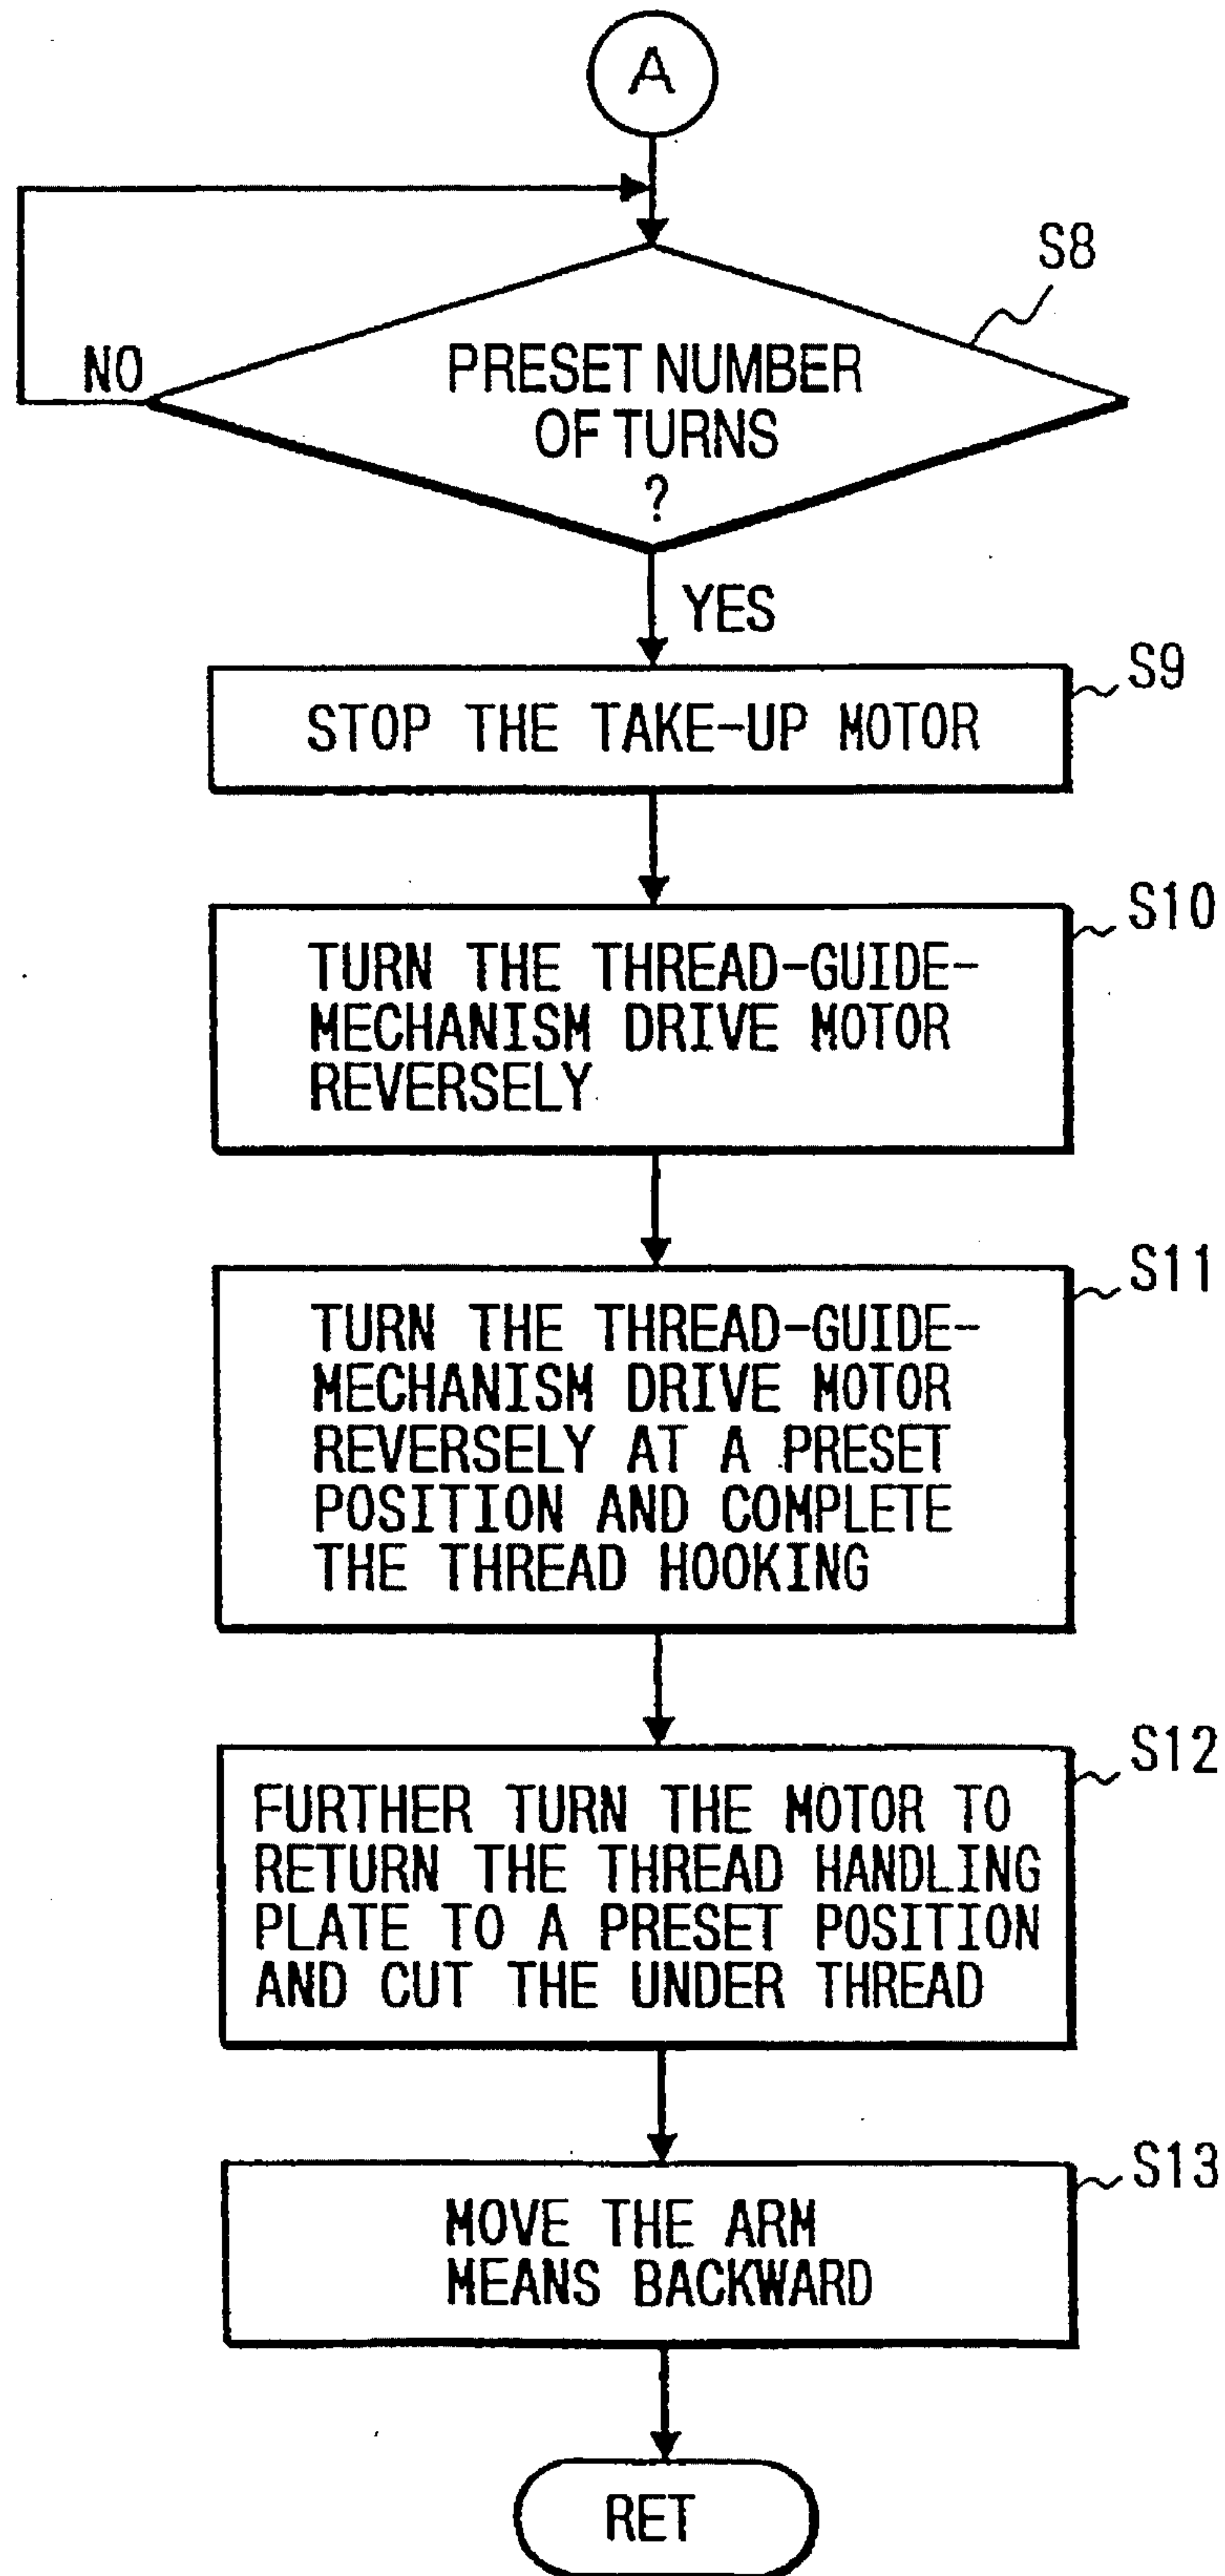 A
S8
NO
PRESET NUMBER
OF TURNS
?
YES
S9
STOP THE TAKE-UP MOTOR
S10
TURN THE THREAD-GUIDE-
MECHANISM DRIVE MOTOR
REVERSELY
S11
TURN THE THREAD-GUIDE-
MECHANISM DRIVE MOTOR
REVERSELY AT A PRESET
POSITION AND COMPLETE
THE THREAD HOOKING
S12
FURTHER TURN THE MOTOR TO
RETURN THE THREAD HANDLING
PLATE TO A PRESET POSITION
AND CUT THE UNDER THREAD
S13
MOVE THE ARM
MEANS BACKWARD
RET